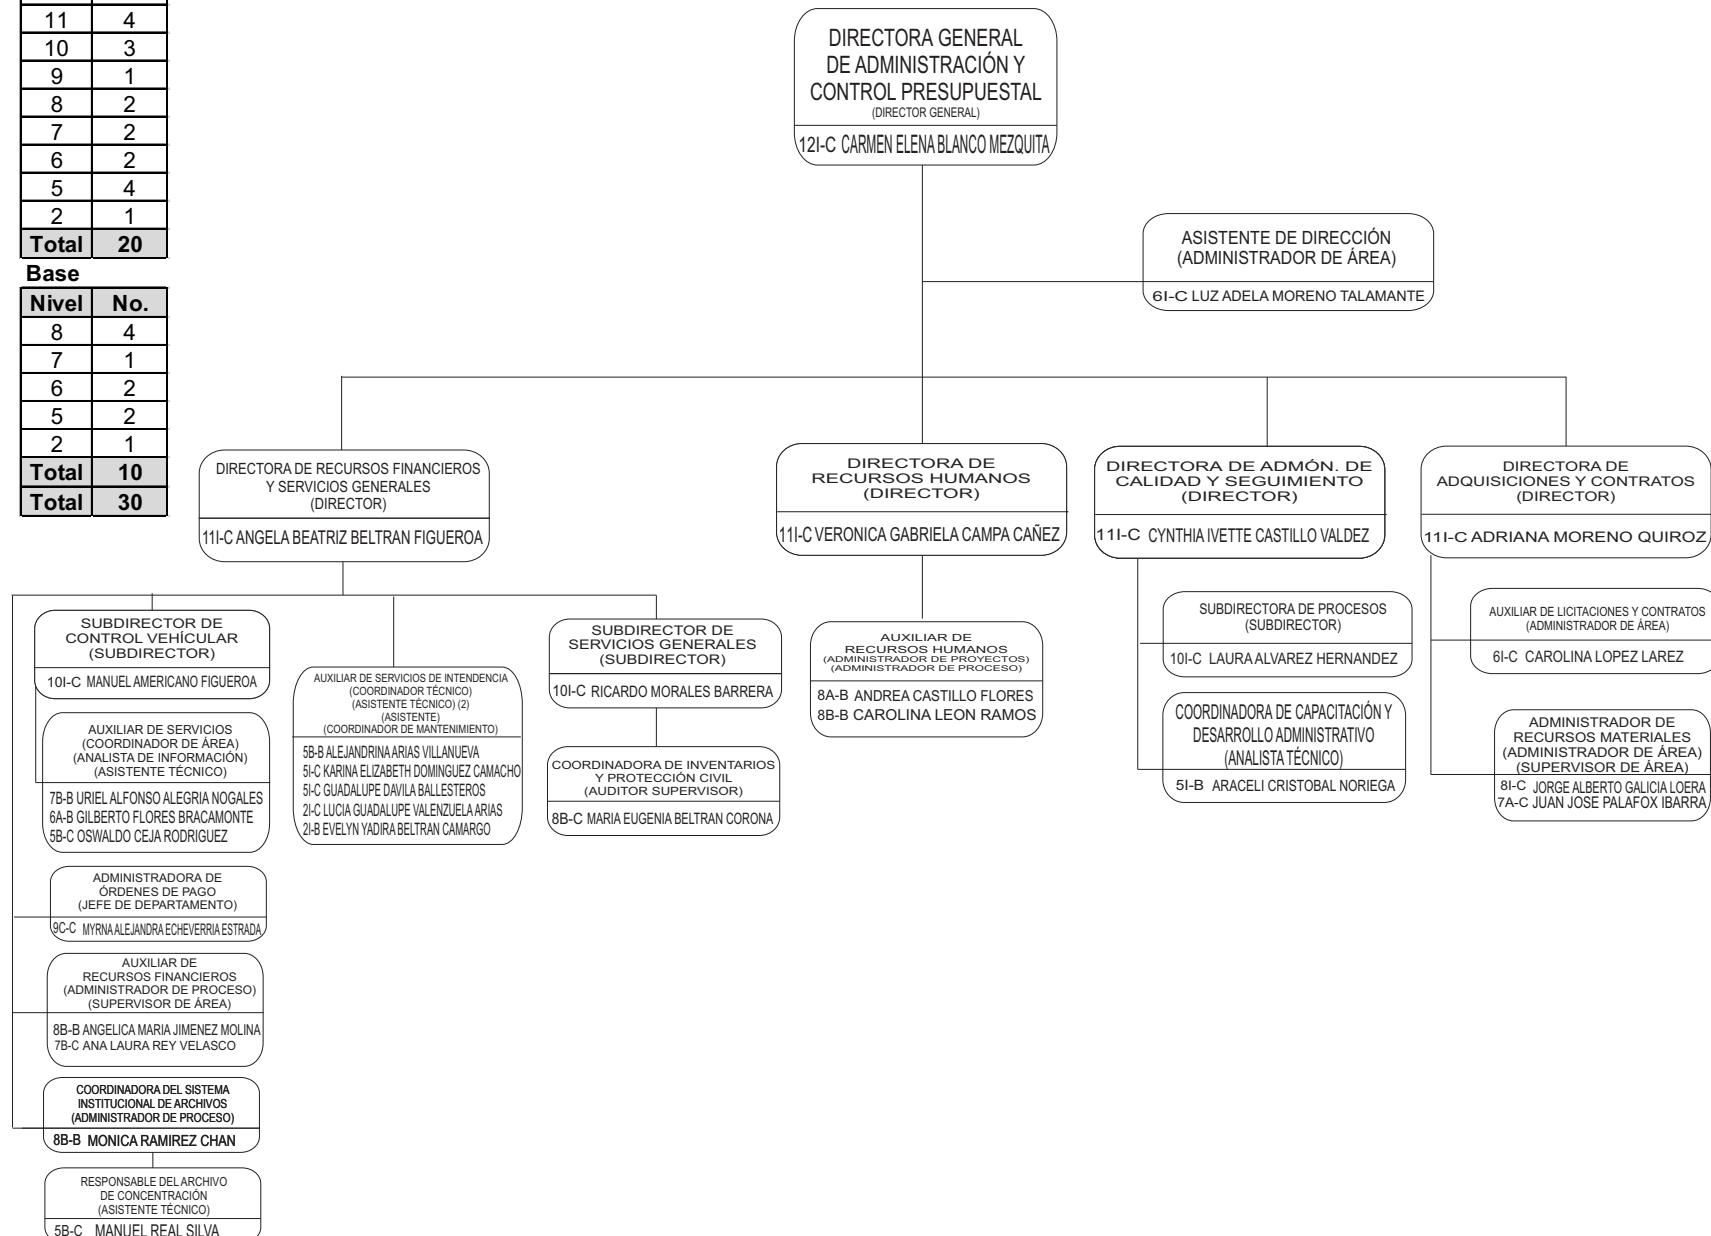 11 4
10 3
9 1
8 2
7 2
6 2
5 4
2 1
Total 20
Base
Nivel No.
8 4
7 1
6 2
5 2
2 1
Total 10
Total 30
DIRECTORA GENERAL
DE ADMINISTRACIÓN Y
CONTROL PRESUPUESTAL
(DIRECTOR GENERAL)
12I-C CARMEN ELENA BLANCO MEZQUITA
ASISTENTE DE DIRECCIÓN
(ADMINISTRADOR DE ÁREA)
6I-C LUZ ADELA MORENO TALAMANTE
DIRECTORA DE RECURSOS FINANCIEROS
Y SERVICIOS GENERALES
(DIRECTOR)
11I-C ANGELA BEATRIZ BELTRAN FIGUEROA
DIRECTORA DE
RECURSOS HUMANOS
(DIRECTOR)
11I-C VERONICA GABRIELA CAMPA CAÑEZ
DIRECTORA DE ADMÓN. DE
CALIDAD Y SEGUIMIENTO
(DIRECTOR)
11I-C CYNTHIA IVETTE CASTILLO VALDEZ
DIRECTORA DE
ADQUISICIONES Y CONTRATOS
(DIRECTOR)
11I-C ADRIANA MORENO QUIROZ
SUBDIRECTOR DE
CONTROL VEHÍCULAR
(SUBDIRECTOR)
10I-C MANUEL AMERICANO FIGUEROA
AUXILIAR DE SERVICIOS
(COORDINADOR DE ÁREA)
(ANALISTA DE INFORMACIÓN)
(ASISTENTE TÉCNICO)
7B-B URIEL ALFONSO ALEGRIA NOGALES
6A-B GILBERTO FLORES BRACAMONTE
5B-C OSWALDO CEJA RODRIGUEZ
ADMINISTRADORA DE
ÓRDENES DE PAGO
(JEFE DE DEPARTAMENTO)
9C-C MYRNA ALEJANDRA ECHEVERRIA ESTRADA
AUXILIAR DE
RECURSOS FINANCIEROS
(ADMINISTRADOR DE PROCESO)
(SUPERVISOR DE ÁREA)
8B-B ANGELICA MARIA JIMENEZ MOLINA
7B-C ANA LAURA REY VELASCO
COORDINADORA DEL SISTEMA
INSTITUCIONAL DE ARCHIVOS
(ADMINISTRADOR DE PROCESO)
8B-B MONICA RAMIREZ CHAN
RESPONSABLE DEL ARCHIVO
DE CONCENTRACIÓN
(ASISTENTE TÉCNICO)
5B-C MANUEL REAL SILVA
AUXILIAR DE SERVICIOS DE INTENDENCIA
(COORDINADOR TÉCNICO)
(ASISTENTE TÉCNICO) (2)
(ASISTENTE)
(COORDINADOR DE MANTENIMIENTO)
5B-B ALEJANDRINA ARIAS VILLANUEVA
5I-C KARINA ELIZABETH DOMINGUEZ CAMACHO
5I-C GUADALUPE DAVILA BALLESTEROS
2I-C LUCIA GUADALUPE VALENZUELA ARIAS
2I-B EVELYN YADIRA BELTRAN CAMARGO
SUBDIRECTOR DE
SERVICIOS GENERALES
(SUBDIRECTOR)
10I-C RICARDO MORALES BARRERA
COORDINADORA DE INVENTARIOS
Y PROTECCIÓN CIVIL
(AUDITOR SUPERVISOR)
8B-C MARIA EUGENIA BELTRAN CORONA
AUXILIAR DE
RECURSOS HUMANOS
(ADMINISTRADOR DE PROYECTOS)
(ADMINISTRADOR DE PROCESO)
8A-B ANDREA CASTILLO FLORES
8B-B CAROLINA LEON RAMOS
SUBDIRECTORA DE PROCESOS
(SUBDIRECTOR)
10I-C LAURA ALVAREZ HERNANDEZ
COORDINADORA DE CAPACITACIÓN Y
DESARROLLO ADMINISTRATIVO
(ANALISTA TÉCNICO)
5I-B ARACELI CRISTOBAL NORIEGA
AUXILIAR DE LICITACIONES Y CONTRATOS
(ADMINISTRADOR DE ÁREA)
6I-C CAROLINA LOPEZ LAREZ
ADMINISTRADOR DE
RECURSOS MATERIALES
(ADMINISTRADOR DE ÁREA)
(SUPERVISOR DE ÁREA)
8I-C JORGE ALBERTO GALICIA LOERA
7A-C JUAN JOSE PALAFOX IBARRA